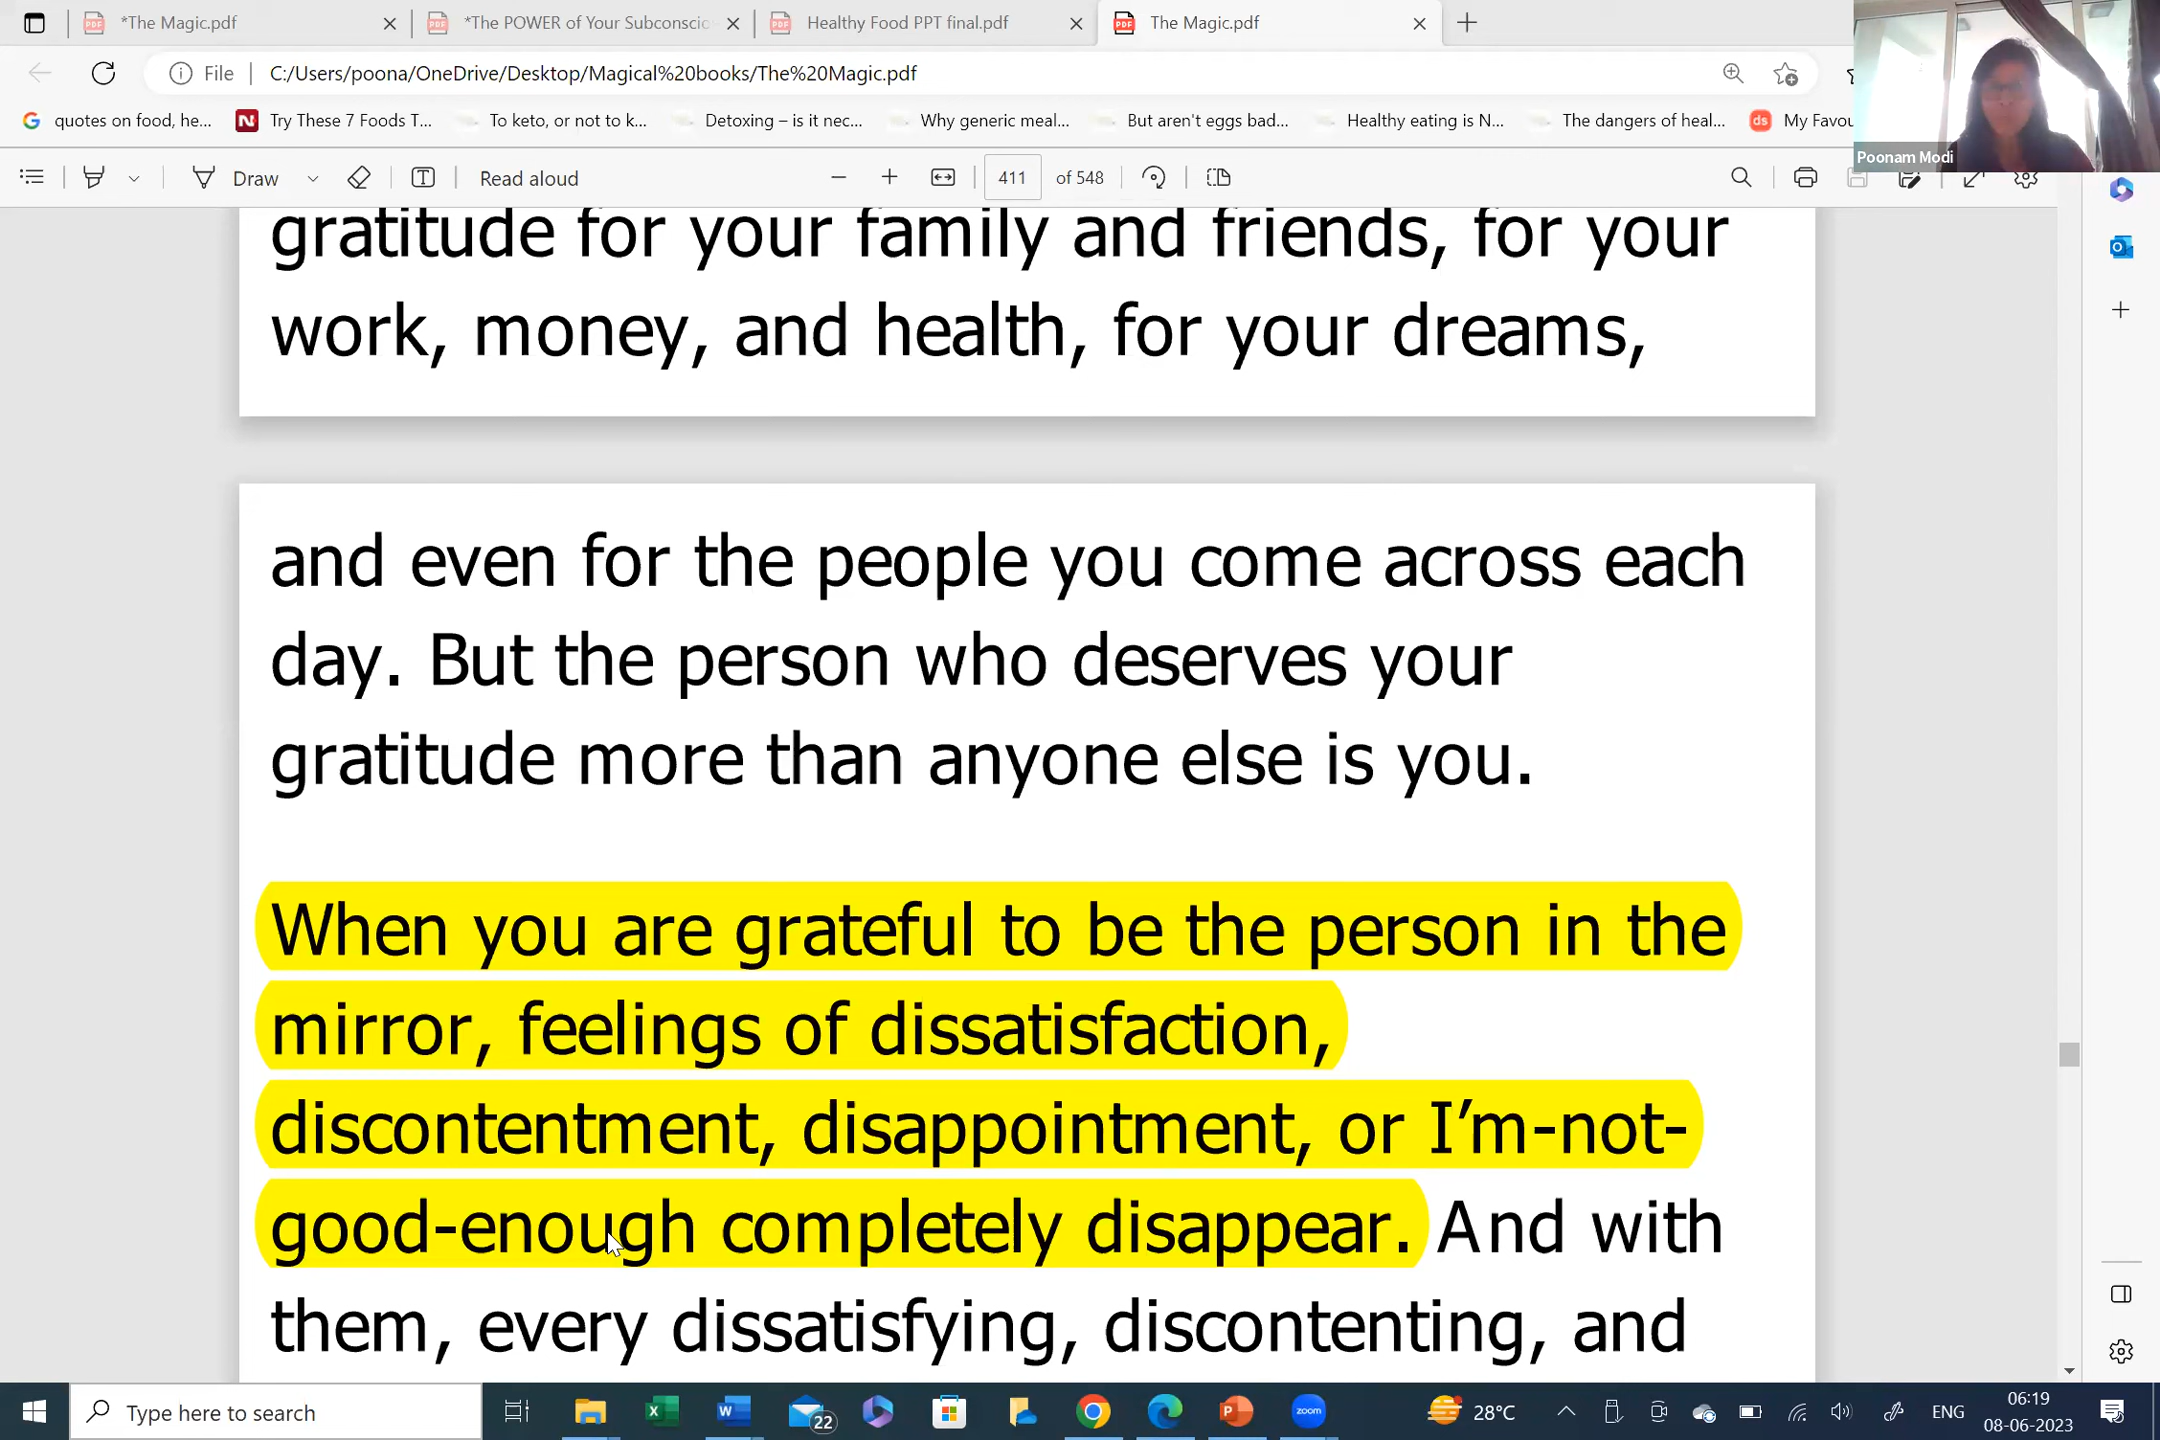 *The Magic.pdf
*The POWER of Your Subconscio
Healthy Food PPT final.pdf
The Magic.pdf
File C:/Users/poona/OneDrive/Desktop/Magical%20books/The%20Magic.pdf
quotes on food, he...
Try These 7 Foods T...
To keto, or not to k...
Detoxing – is it nec...
Why generic meal...
But aren't eggs bad...
Healthy eating is N...
The dangers of heal...
My Favou
Poonam Modi
Draw
Read aloud
411 of 548
gratitude for your family and friends, for your
work, money, and health, for your dreams,
and even for the people you come across each
day. But the person who deserves your
gratitude more than anyone else is you.
When you are grateful to be the person in the
mirror, feelings of dissatisfaction,
discontentment, disappointment, or I’m-not-
good-enough completely disappear. And with
them, every dissatisfying, discontenting, and
Type here to search
22
zoom
28°C
ENG
06:19
08-06-2023